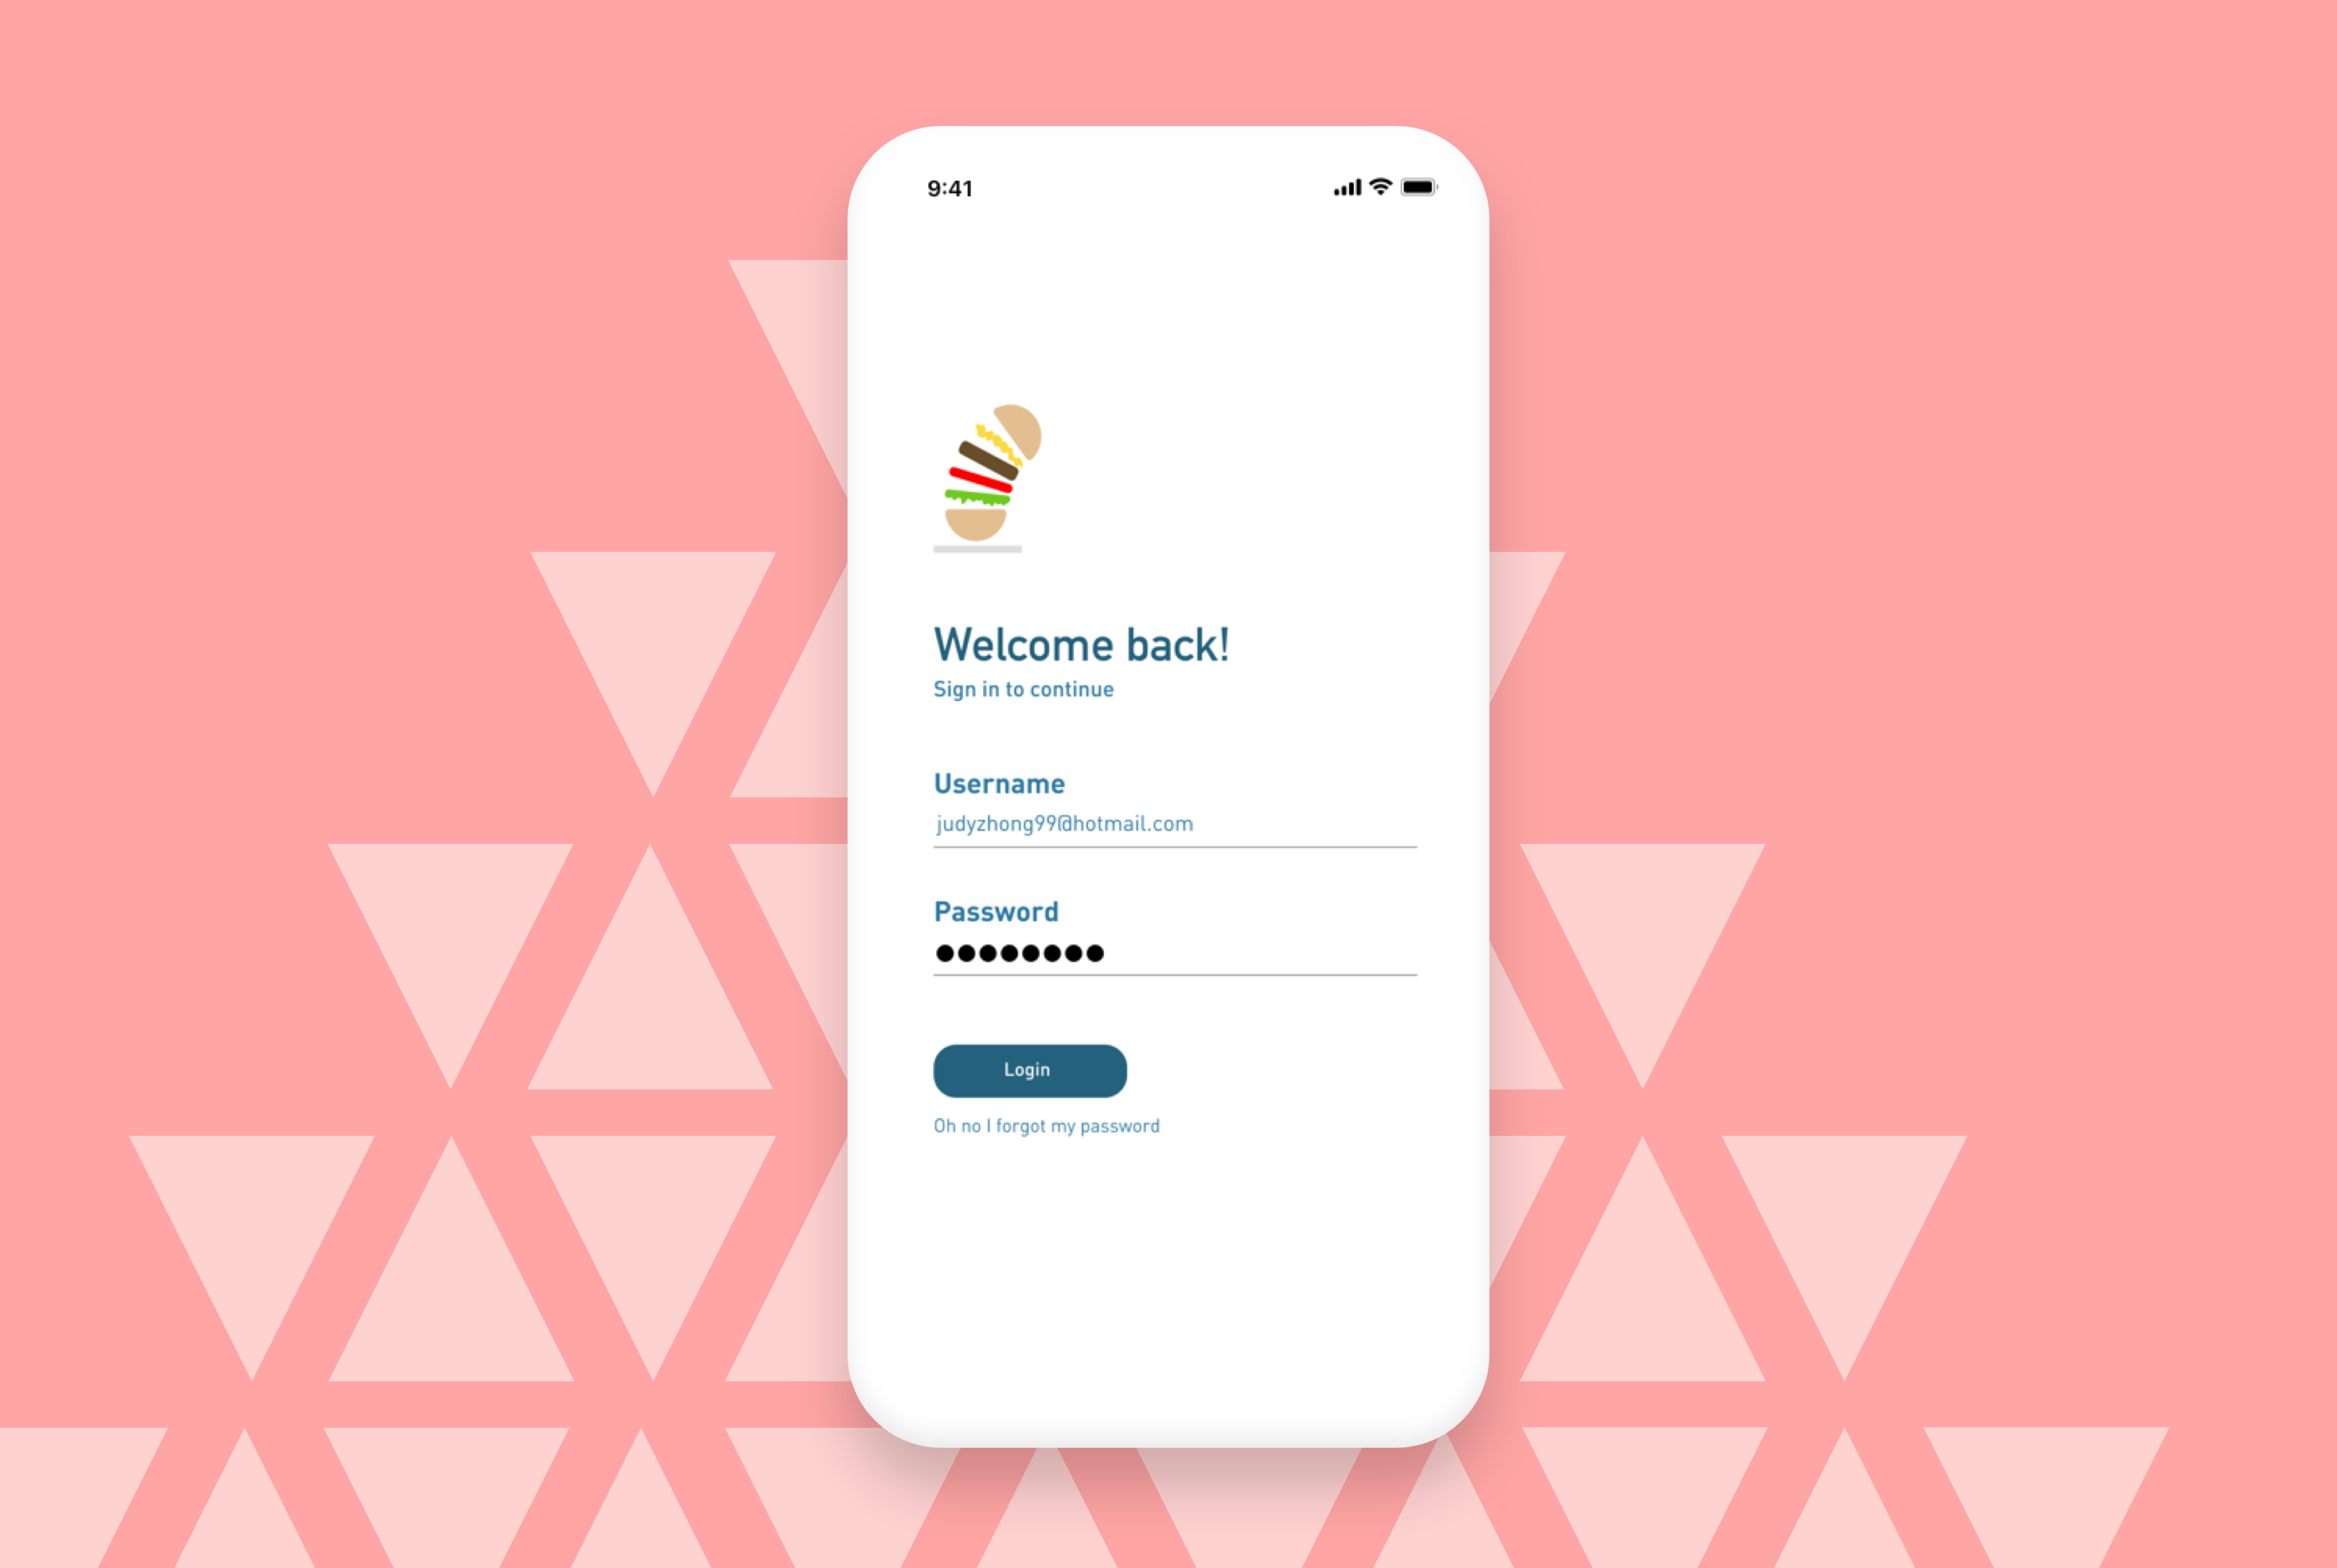 9:41
Welcome back!
Sign in to continue
Username
judyzhong99@hotmail.com
Password
●●●●●●●●
Login
Oh no I forgot my password